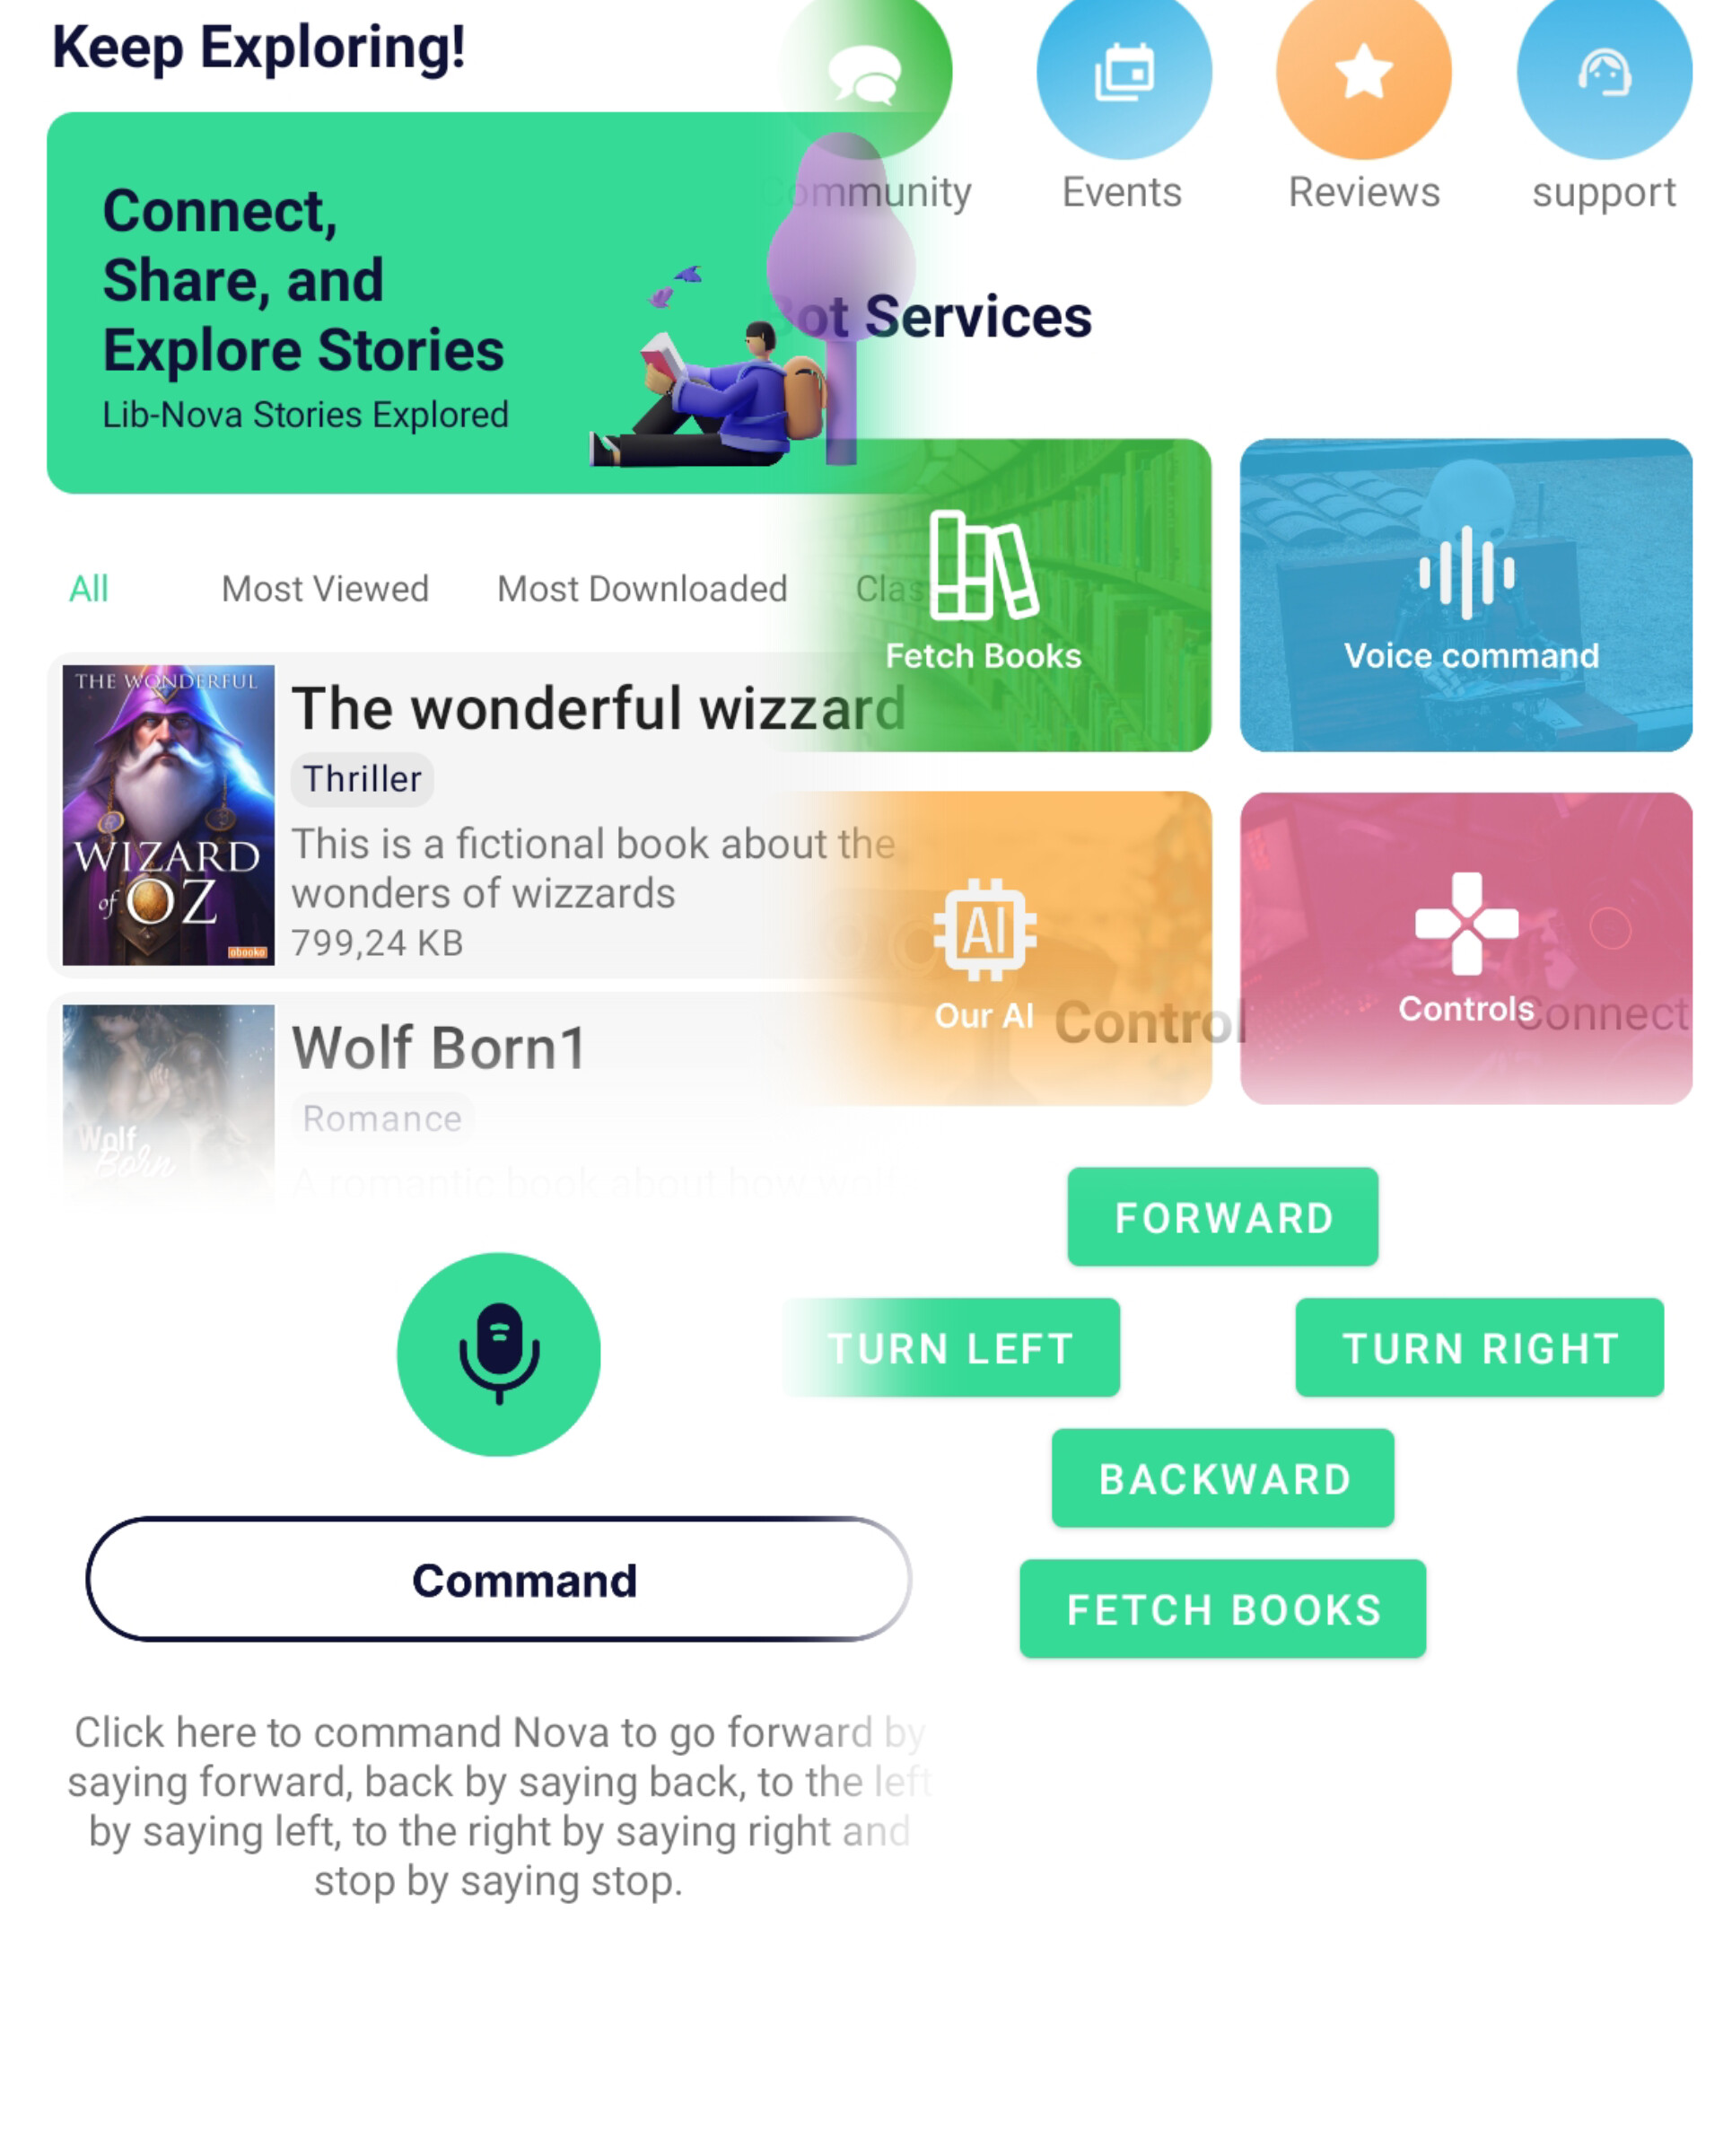 Keep Exploring!
Connect,
Share, and
Explore Stories
Lib-Nova Stories Explored
All
Most Viewed
Most Downloaded
THE WONDERFUL
WIZARD
of OZ
obooko
The wonderful wizzard
Thriller
This is a fictional book about the
wonders of wizzards
799,24 KB
Wolf
Born
Wolf Born1
Romance
A romantic book about how wolf
Community
Events
Reviews
support
Bot Services
Fetch Books
Voice command
AI
Our AI
Controls
Control
Connect
FORWARD
TURN LEFT
TURN RIGHT
BACKWARD
FETCH BOOKS
Command
Click here to command Nova to go forward by
saying forward, back by saying back, to the left
by saying left, to the right by saying right and
stop by saying stop.